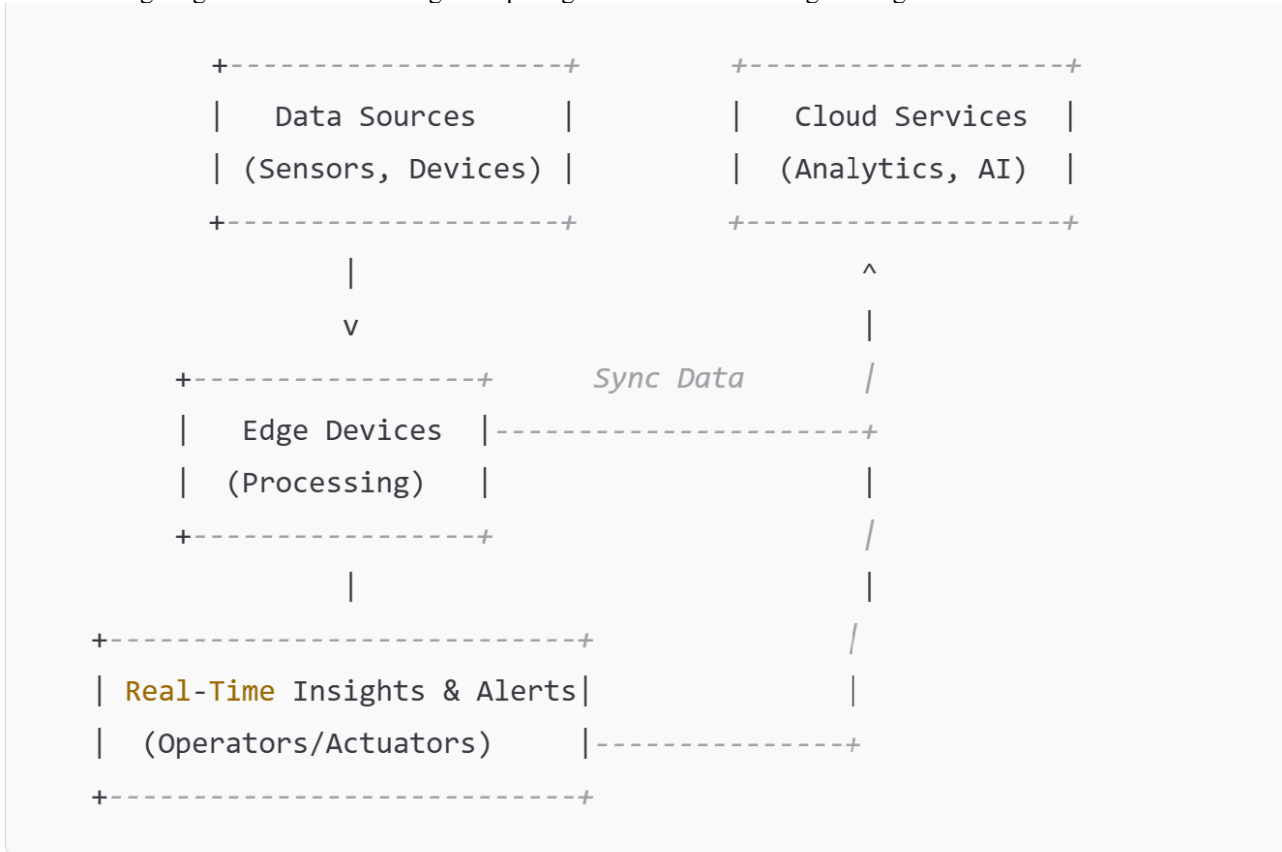 +--------------------+ +-------------------+
| Data Sources | | Cloud Services |
| (Sensors, Devices) | | (Analytics, AI) |
+--------------------+ +-------------------+
| ^
v |
+-----------------+ Sync Data |
| Edge Devices |----------------------+
| (Processing) | |
+-----------------+ |
| |
+----------------------------+ |
| Real-Time Insights & Alerts| |
| (Operators/Actuators) |---------------+
+----------------------------+